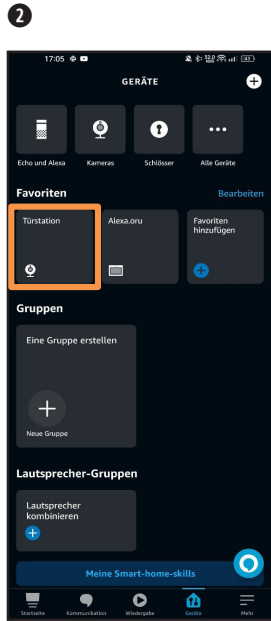 2
17:05
GERÄTE
Echo und Alexa
Kameras
Schlösser
Alle Geräte
Favoriten
Bearbeiten
Türstation
Alexa.oru
Favoriten
hinzufügen
Gruppen
Eine Gruppe erstellen
Neue Gruppe
Lautsprecher-Gruppen
Lautsprecher
kombinieren
Meine Smart-home-skills
Startseite
Kommunikation
Wiedergabe
Geräte
Mehr